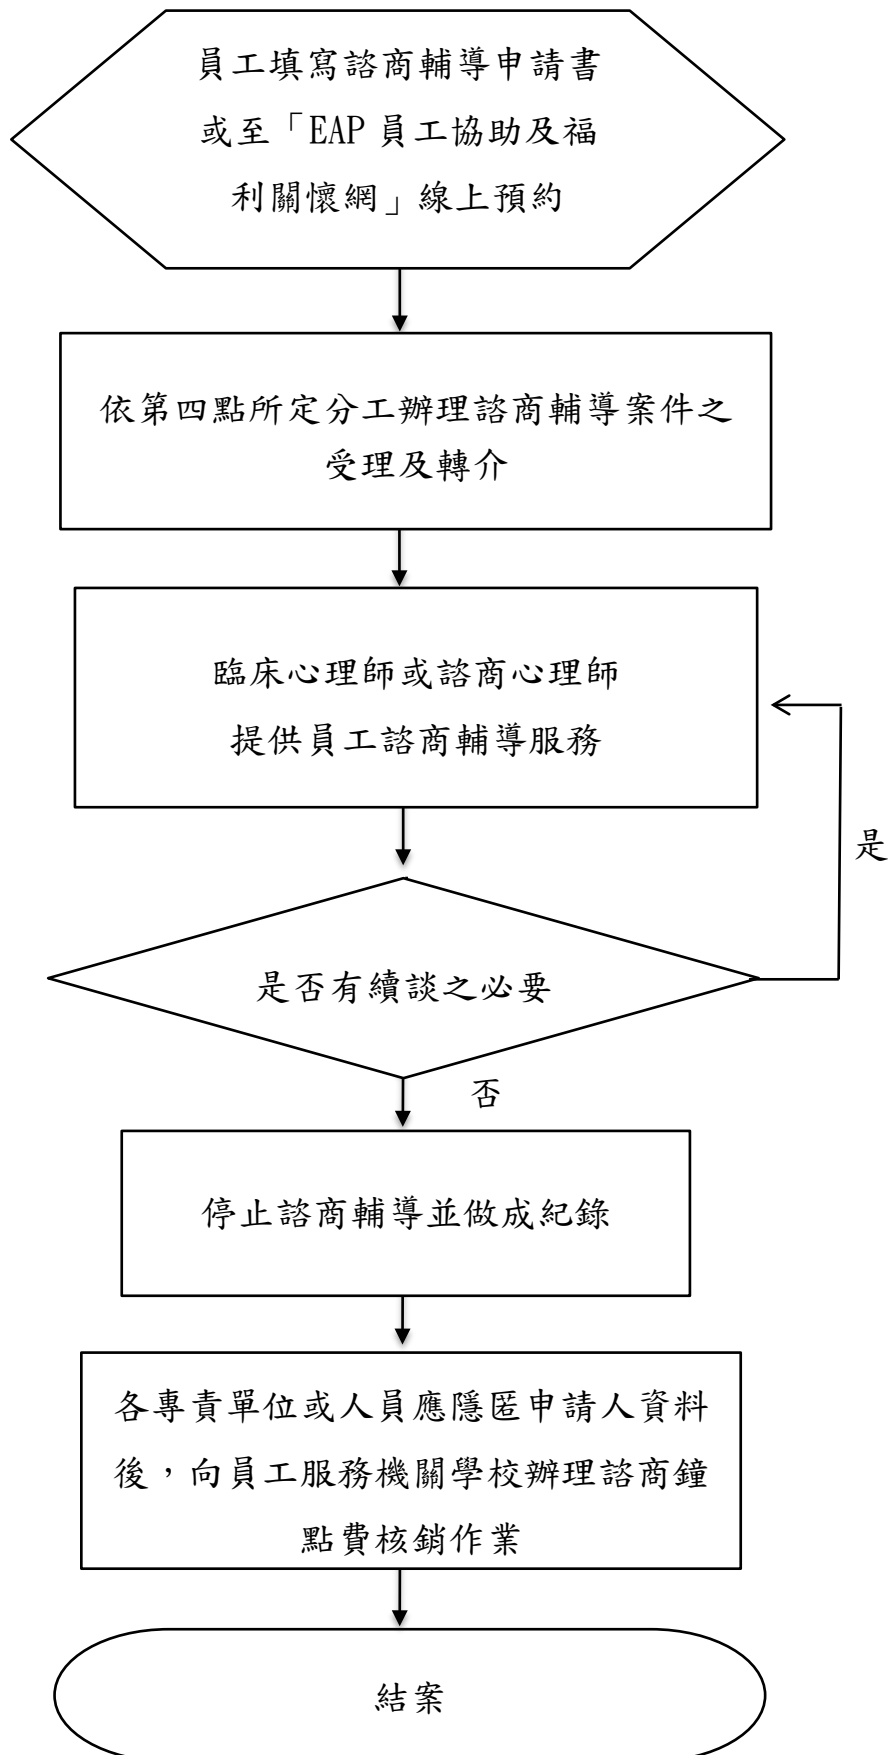 員工填寫諮商輔導申請書
或至「EAP 員工協助及福
利關懷網」線上預約
依第四點所定分工辦理諮商輔導案件之
受理及轉介
臨床心理師或諮商心理師
提供員工諮商輔導服務
是
是否有續談之必要
否
停止諮商輔導並做成紀錄
各專責單位或人員應隱匿申請人資料
後，向員工服務機關學校辦理諮商鐘
點費核銷作業
結案